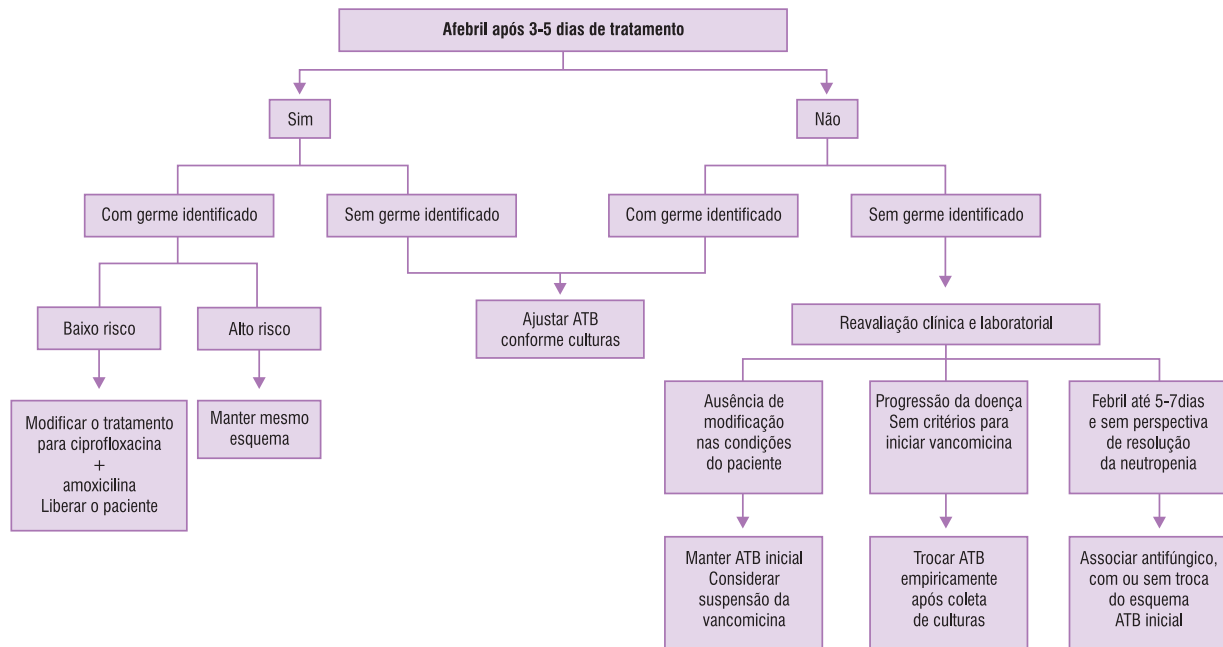 Afebril após 3-5 dias de tratamento
Sim
Não
Com germe identificado
Sem germe identificado
Com germe identificado
Sem germe identificado
Baixo risco
Alto risco
Ajustar ATB
conforme culturas
Reavaliação clínica e laboratorial
Modificar o tratamento
para ciprofloxacina
+
amoxicilina
Liberar o paciente
Manter mesmo
esquema
Ausência de
modificação
nas condições
do paciente
Progressão da doença
Sem critérios para
iniciar vancomicina
Febril até 5-7dias
e sem perspectiva
de resolução
da neutropenia
Manter ATB inicial
Considerar
suspensão da
vancomicina
Trocar ATB
empiricamente
após coleta
de culturas
Associar antifúngico,
com ou sem troca
do esquema
ATB inicial